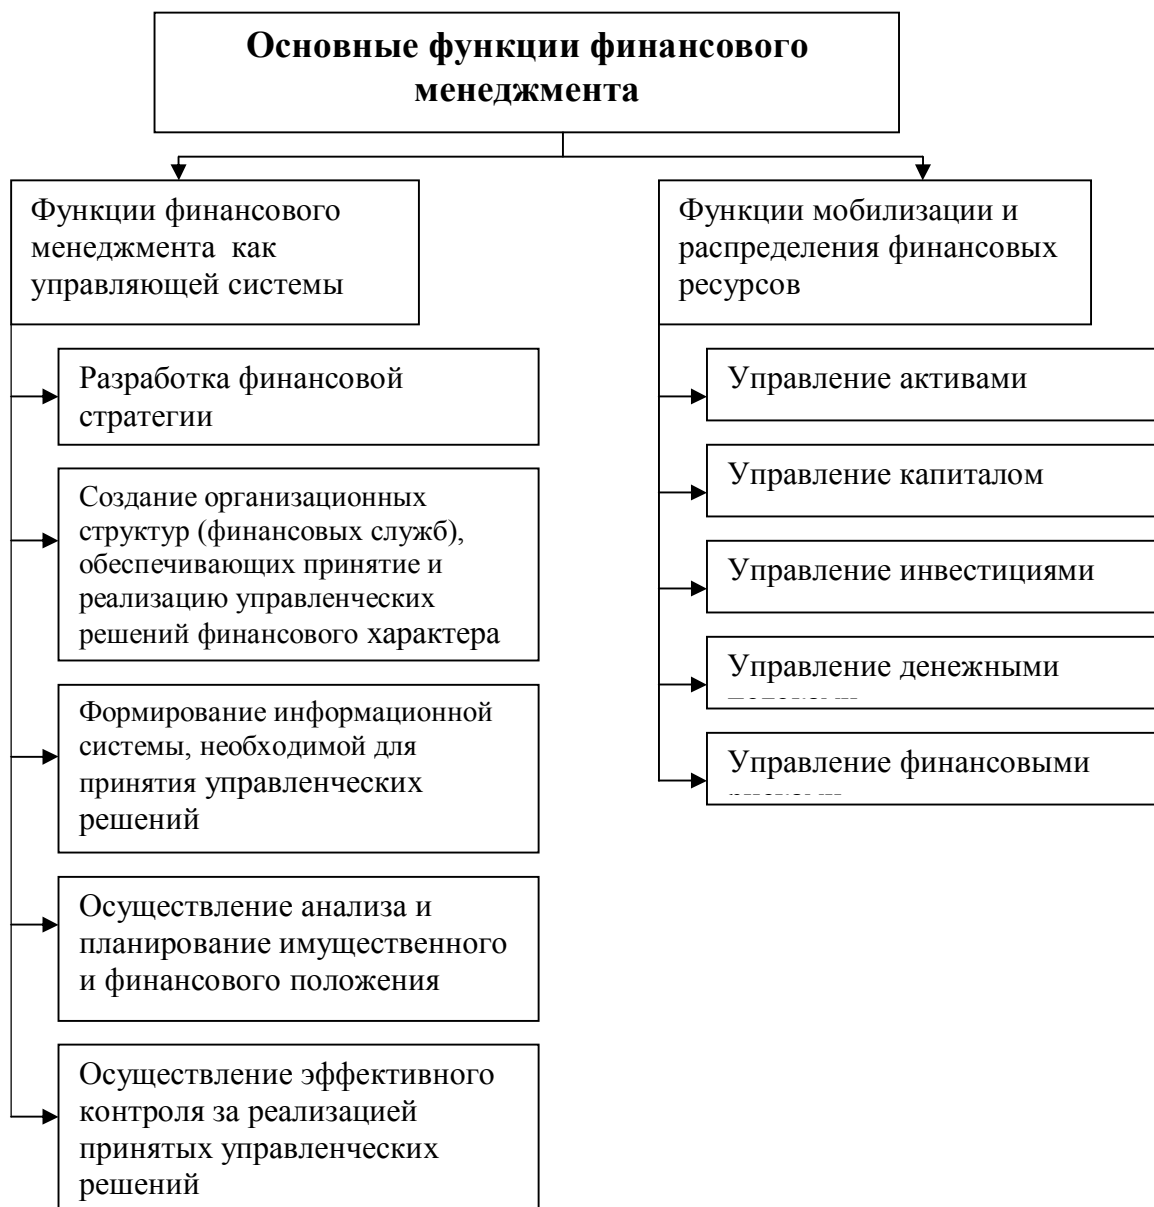 Основные функции финансового
менеджмента
Функции финансового
менеджмента как
управляющей системы
Разработка финансовой
стратегии
Создание организационных
структур (финансовых служб),
обеспечивающих принятие и
реализацию управленческих
решений финансового характера
Формирование информационной
системы, необходимой для
принятия управленческих
решений
Осуществление анализа и
планирование имущественного
и финансового положения
Осуществление эффективного
контроля за реализацией
принятых управленческих
решений
Функции мобилизации и
распределения финансовых
ресурсов
Управление активами
Управление капиталом
Управление инвестициями
Управление денежными
Управление финансовыми